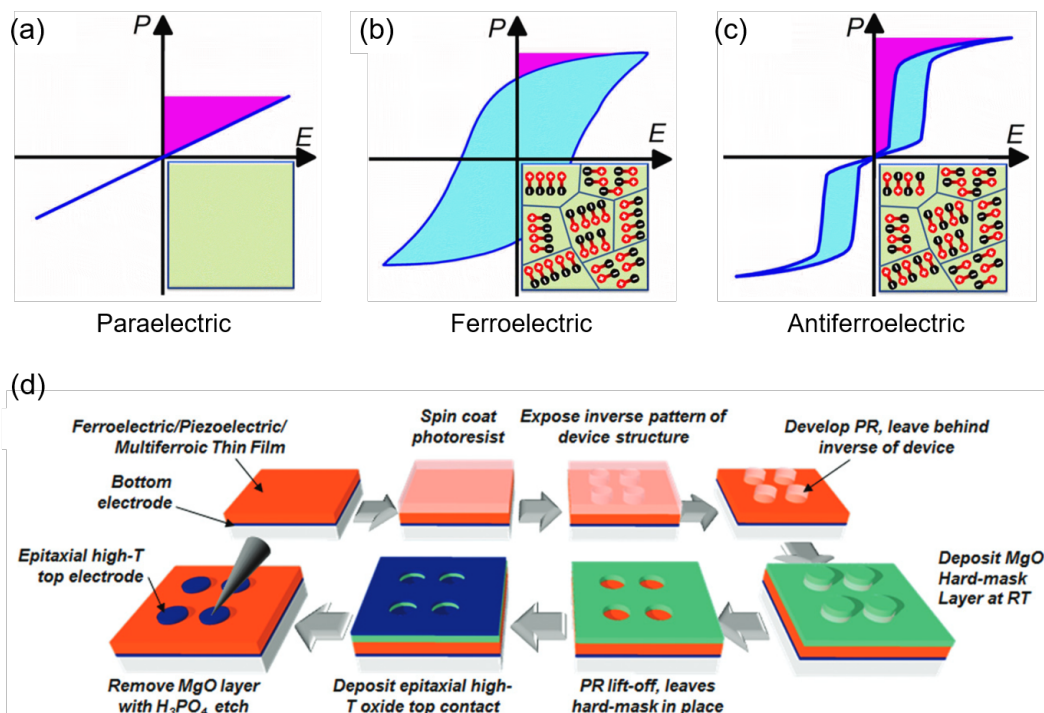 (a)
P
E
Paraelectric
(b)
P
E
Ferroelectric
(c)
P
E
Antiferroelectric
(d)
Ferroelectric/Piezoelectric/
Multiferroic Thin Film
Bottom
electrode
Spin coat
photoresist
Expose inverse pattern of
device structure
Develop PR, leave behind
inverse of device
Deposit MgO
Hard-mask
Layer at RT
PR lift-off, leaves
hard-mask in place
Deposit epitaxial high-
T oxide top contact
Epitaxial high-T
top electrode
Remove MgO layer
with H₃PO₄ etch